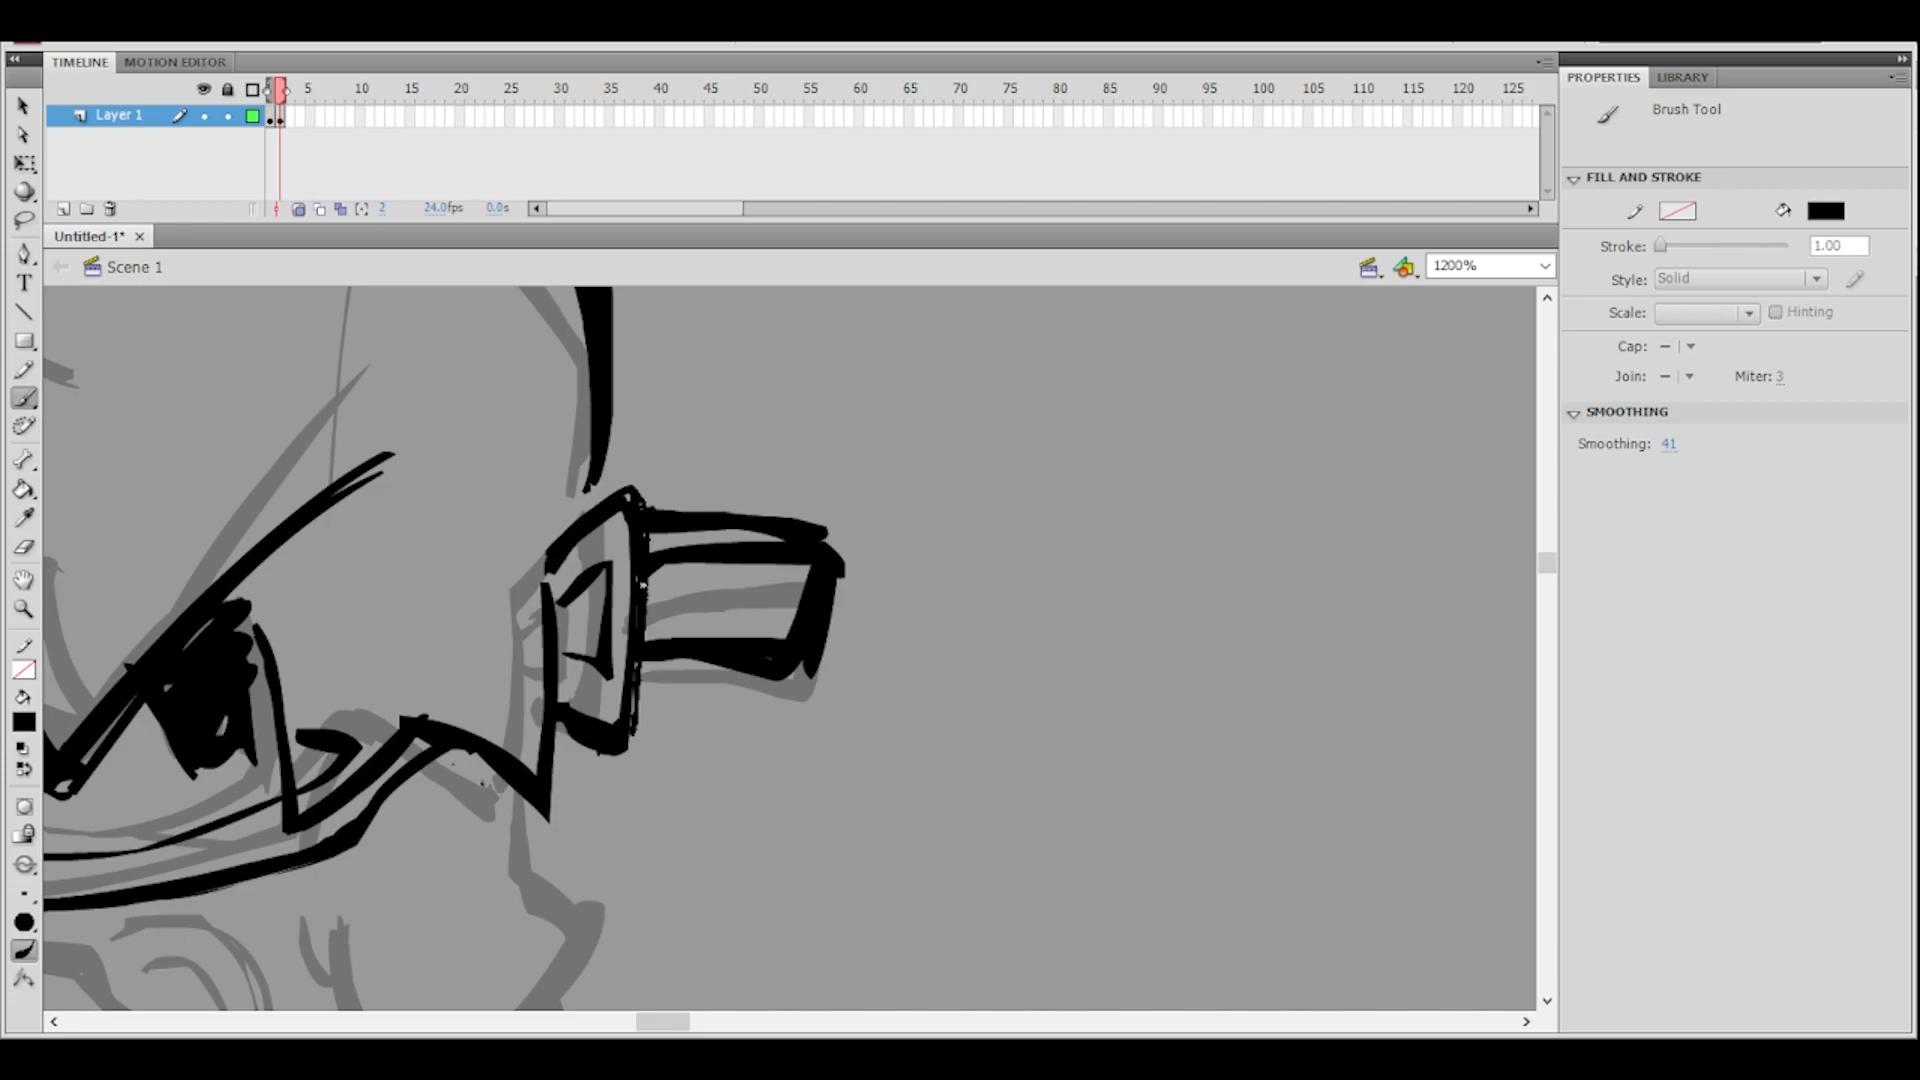 TIMELINE MOTION EDITOR
5 10 15 20 25 30 35 40 45 50 55 60 65 70 75 80 85 90 95 100 105 110 115 120 125
Layer 1
2 24.0fps 0.0s
Untitled-1*
Scene 1
1200%
T
PROPERTIES LIBRARY
Brush Tool
FILL AND STROKE
Stroke: 1.00
Style: Solid
Scale: Hinting
Cap:
Join: Miter: 3
SMOOTHING
Smoothing: 41